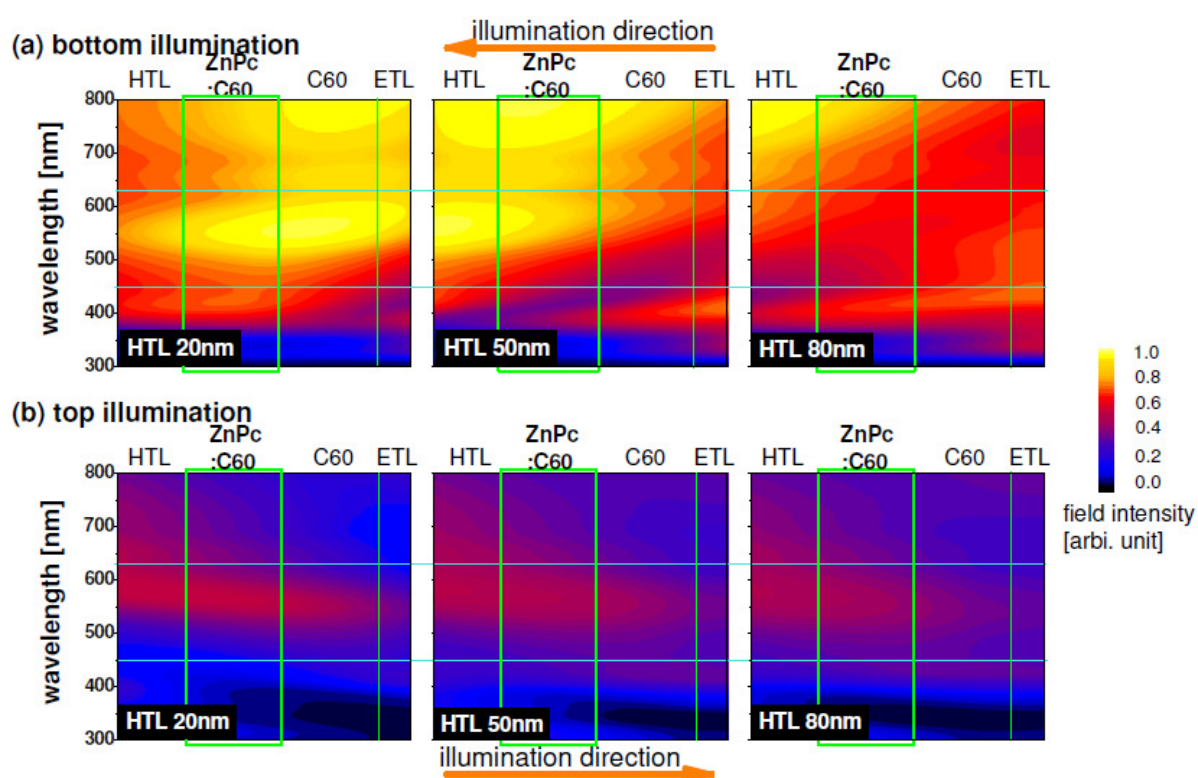 (a) bottom illumination
illumination direction
HTL ZnPc :C60 C60 ETL
HTL ZnPc :C60 C60 ETL
HTL ZnPc :C60 C60 ETL
wavelength [nm]
800
700
600
500
400
300
HTL 20nm
HTL 50nm
HTL 80nm
1.0
0.8
0.6
0.4
0.2
0.0
field intensity
[arbi. unit]
(b) top illumination
HTL ZnPc :C60 C60 ETL
HTL ZnPc :C60 C60 ETL
HTL ZnPc :C60 C60 ETL
wavelength [nm]
800
700
600
500
400
300
HTL 20nm
HTL 50nm
HTL 80nm
illumination direction